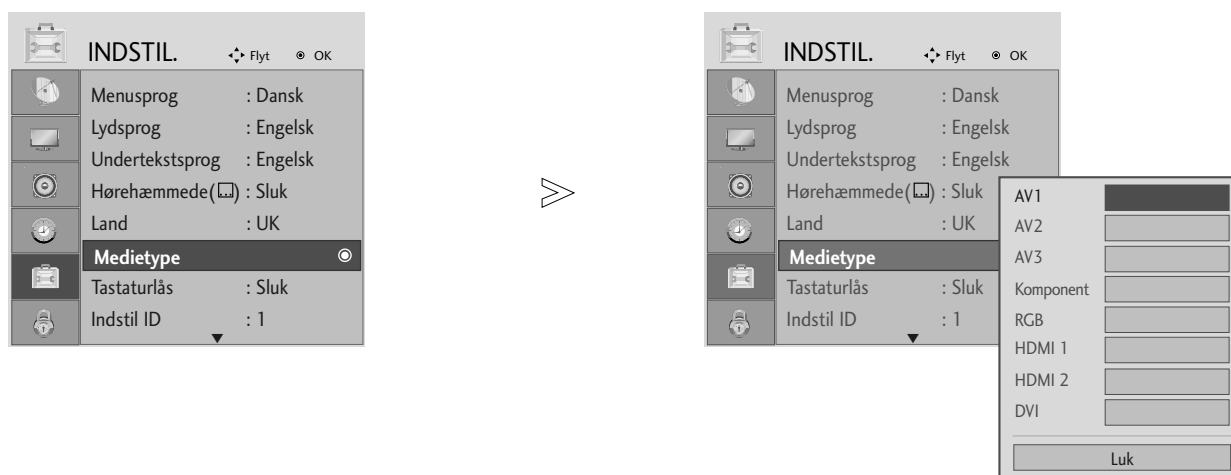 INDSTIL. Flyt OK
Menusprog : Dansk
Lydsprog : Engelsk
Undertekstsprog : Engelsk
Hørehæmmede( ) : Sluk
Land : UK
Medietype
Tastaturlås : Sluk
Indstil ID : 1
INDSTIL. Flyt OK
Menusprog : Dansk
Lydsprog : Engelsk
Undertekstsprog : Engelsk
Hørehæmmede( ) : Sluk
Land : UK
Medietype
Tastaturlås : Sluk
Indstil ID : 1
AV1
AV2
AV3
Komponent
RGB
HDMI 1
HDMI 2
DVI
Luk